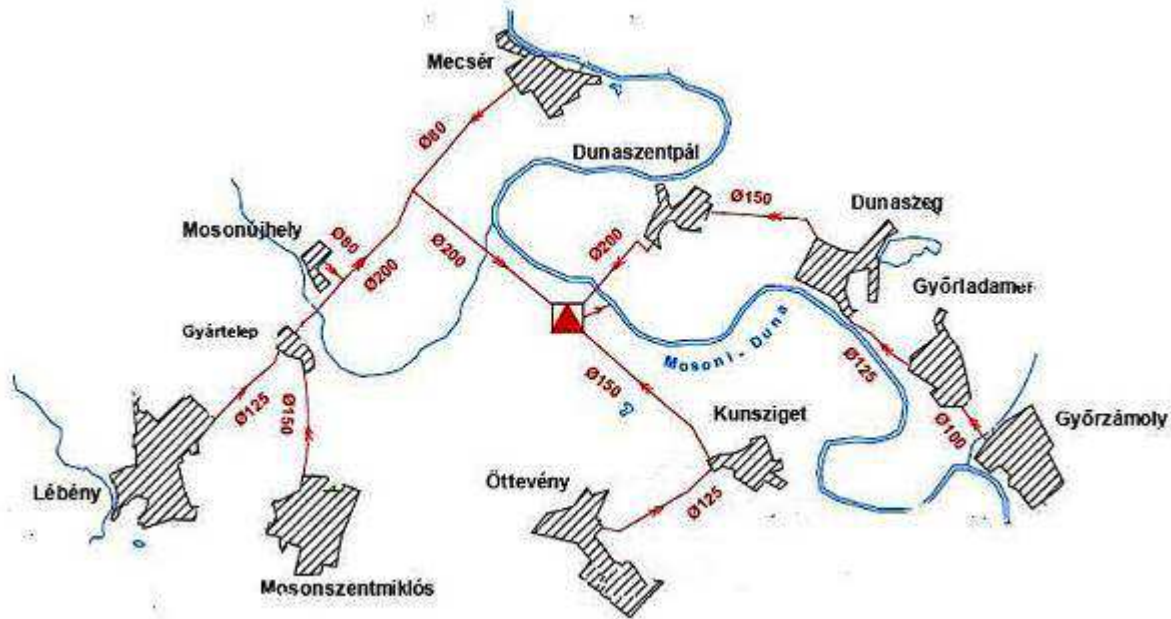 Mecsér
Ø80
Dunaszentpál
Ø150
Dunaszeg
Mosonújhely
Ø80
Ø200
Ø200
Ø200
Győrladamér
Gyártelep
Mosoni - Duna
Ø125
Ø150
Ø125
Ø150
Kunsziget
Ø100
Győrzámoly
Lébény
Öttevény
Ø125
Mosonszentmiklós